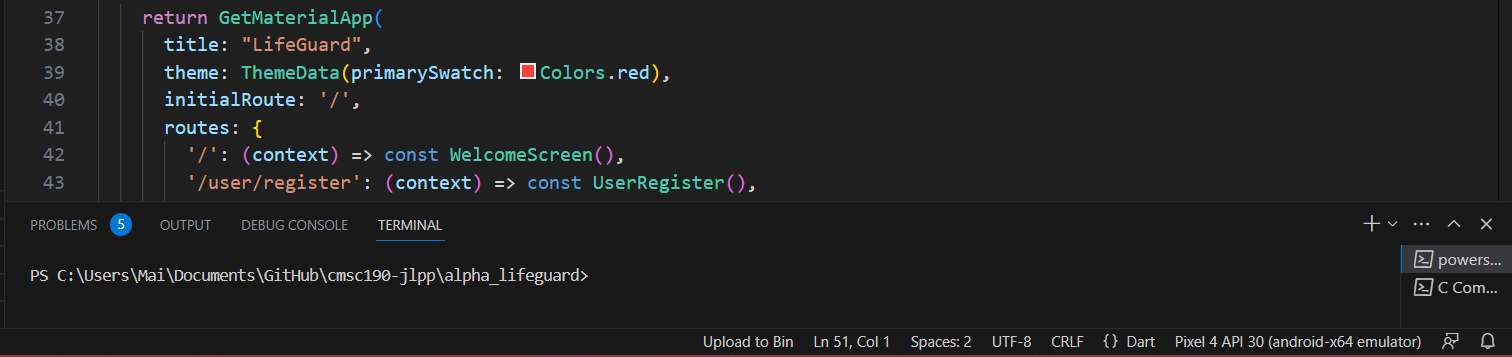 37 return GetMaterialApp(
38 title: "LifeGuard",
39 theme: ThemeData(primarySwatch: Colors.red),
40 initialRoute: '/',
41 routes: {
42 '/': (context) => const WelcomeScreen(),
43 '/user/register': (context) => const UserRegister(),
PROBLEMS 5 OUTPUT DEBUG CONSOLE TERMINAL
PS C:\Users\Mai\Documents\GitHub\cmsc190-jlpp\alpha_lifeguard>
powers...
C Com...
Upload to Bin Ln 51, Col 1 Spaces: 2 UTF-8 CRLF {} Dart Pixel 4 API 30 (android-x64 emulator)